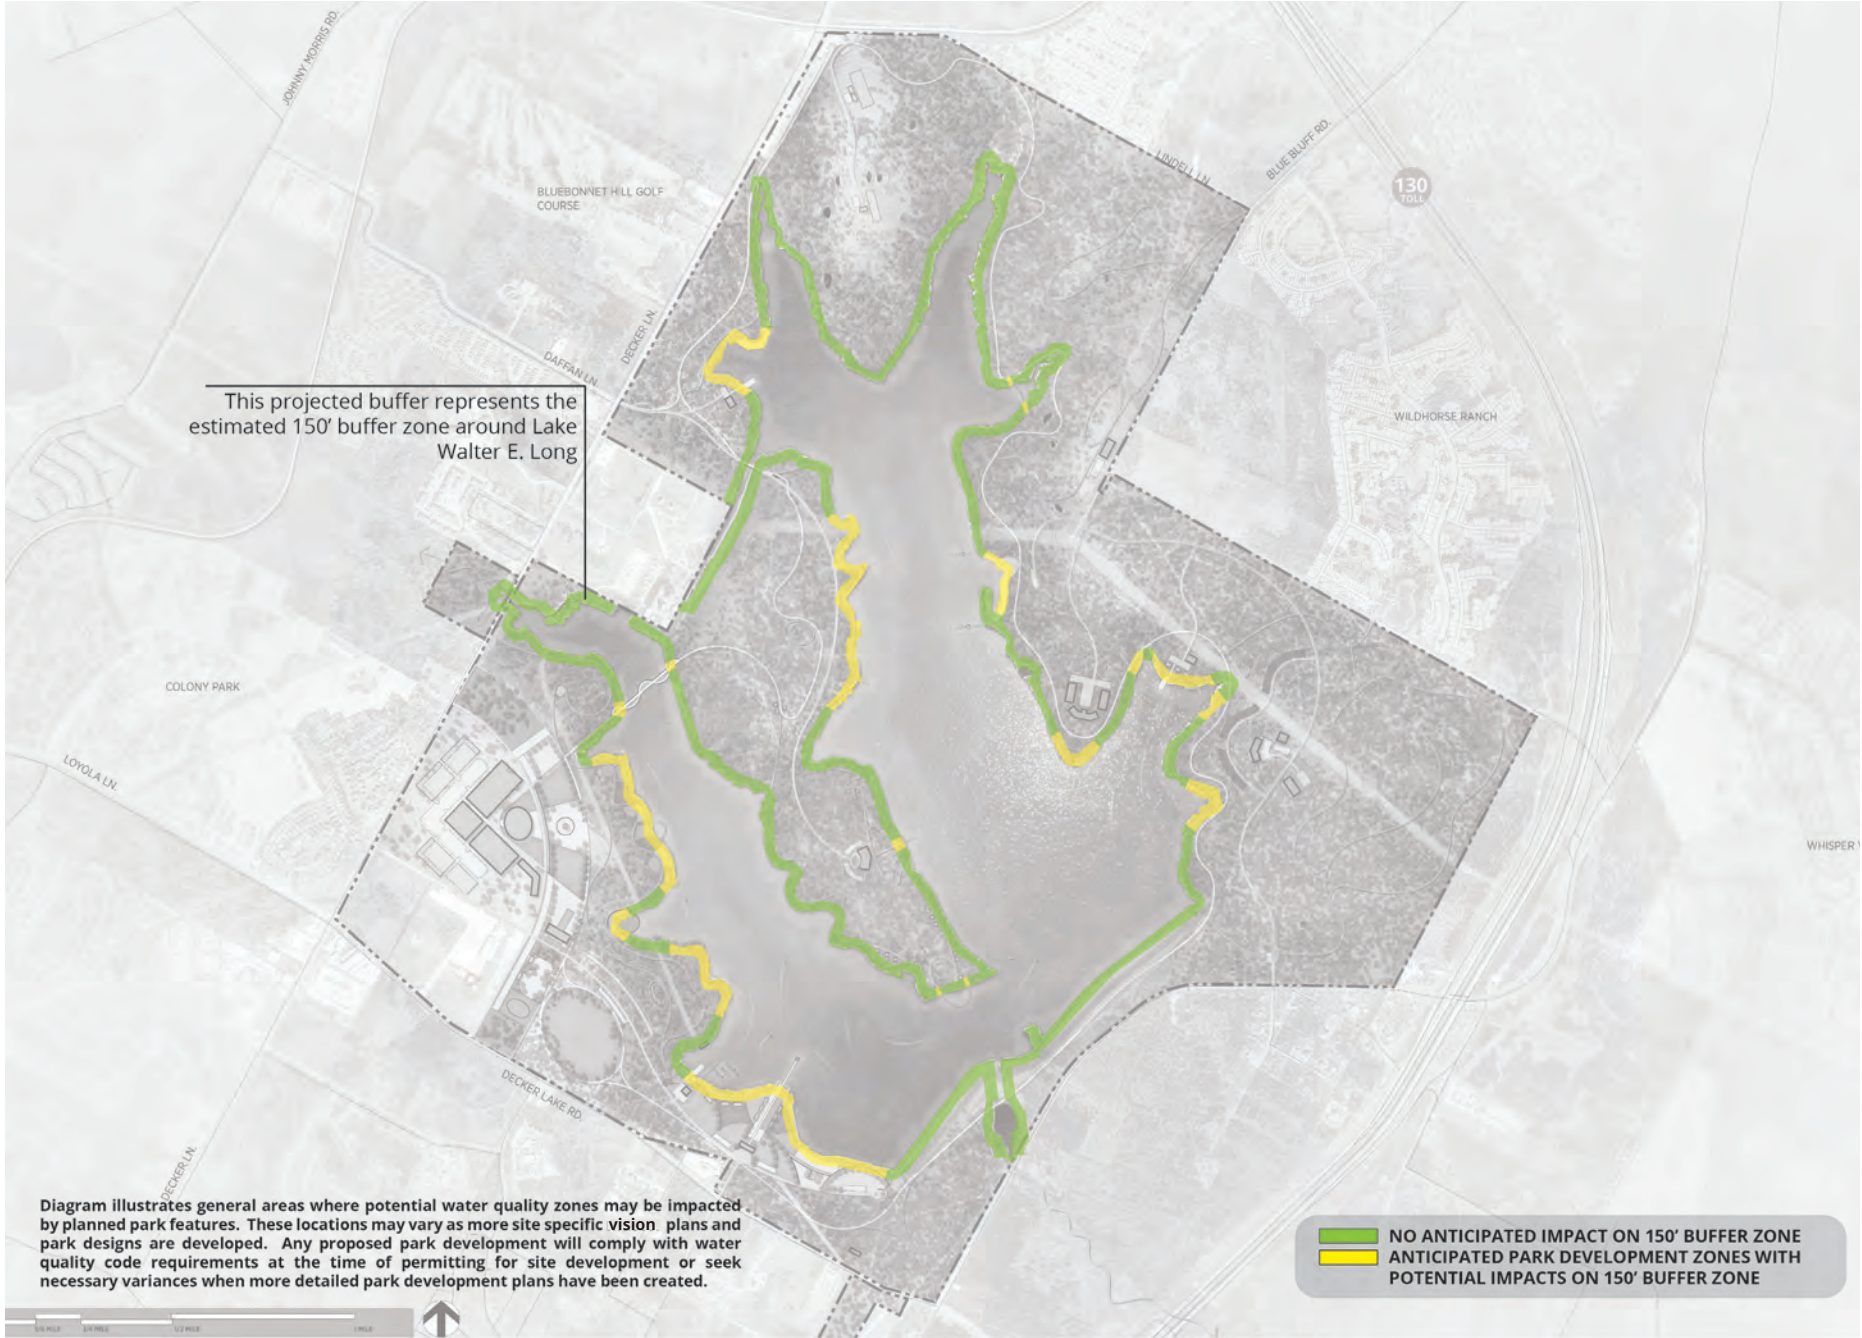 JOHNNY MORRIS RD.
BLUEBONNET HILL GOLF
COURSE
LINDELL LN.
BLUE BLUFF RD.
130
TOLL
DECKER LN.
DAFFAN LN.
This projected buffer represents the
estimated 150' buffer zone around Lake
Walter E. Long
WILDHORSE RANCH
COLONY PARK
LOYOLA LN.
WHISPER
DECKER LAKE RD.
DECKER LN.
Diagram illustrates general areas where potential water quality zones may be impacted
by planned park features. These locations may vary as more site specific vision plans and
park designs are developed. Any proposed park development will comply with water
quality code requirements at the time of permitting for site development or seek
necessary variances when more detailed park development plans have been created.
NO ANTICIPATED IMPACT ON 150' BUFFER ZONE
ANTICIPATED PARK DEVELOPMENT ZONES WITH
POTENTIAL IMPACTS ON 150' BUFFER ZONE
1/2 MILE
1 MILE